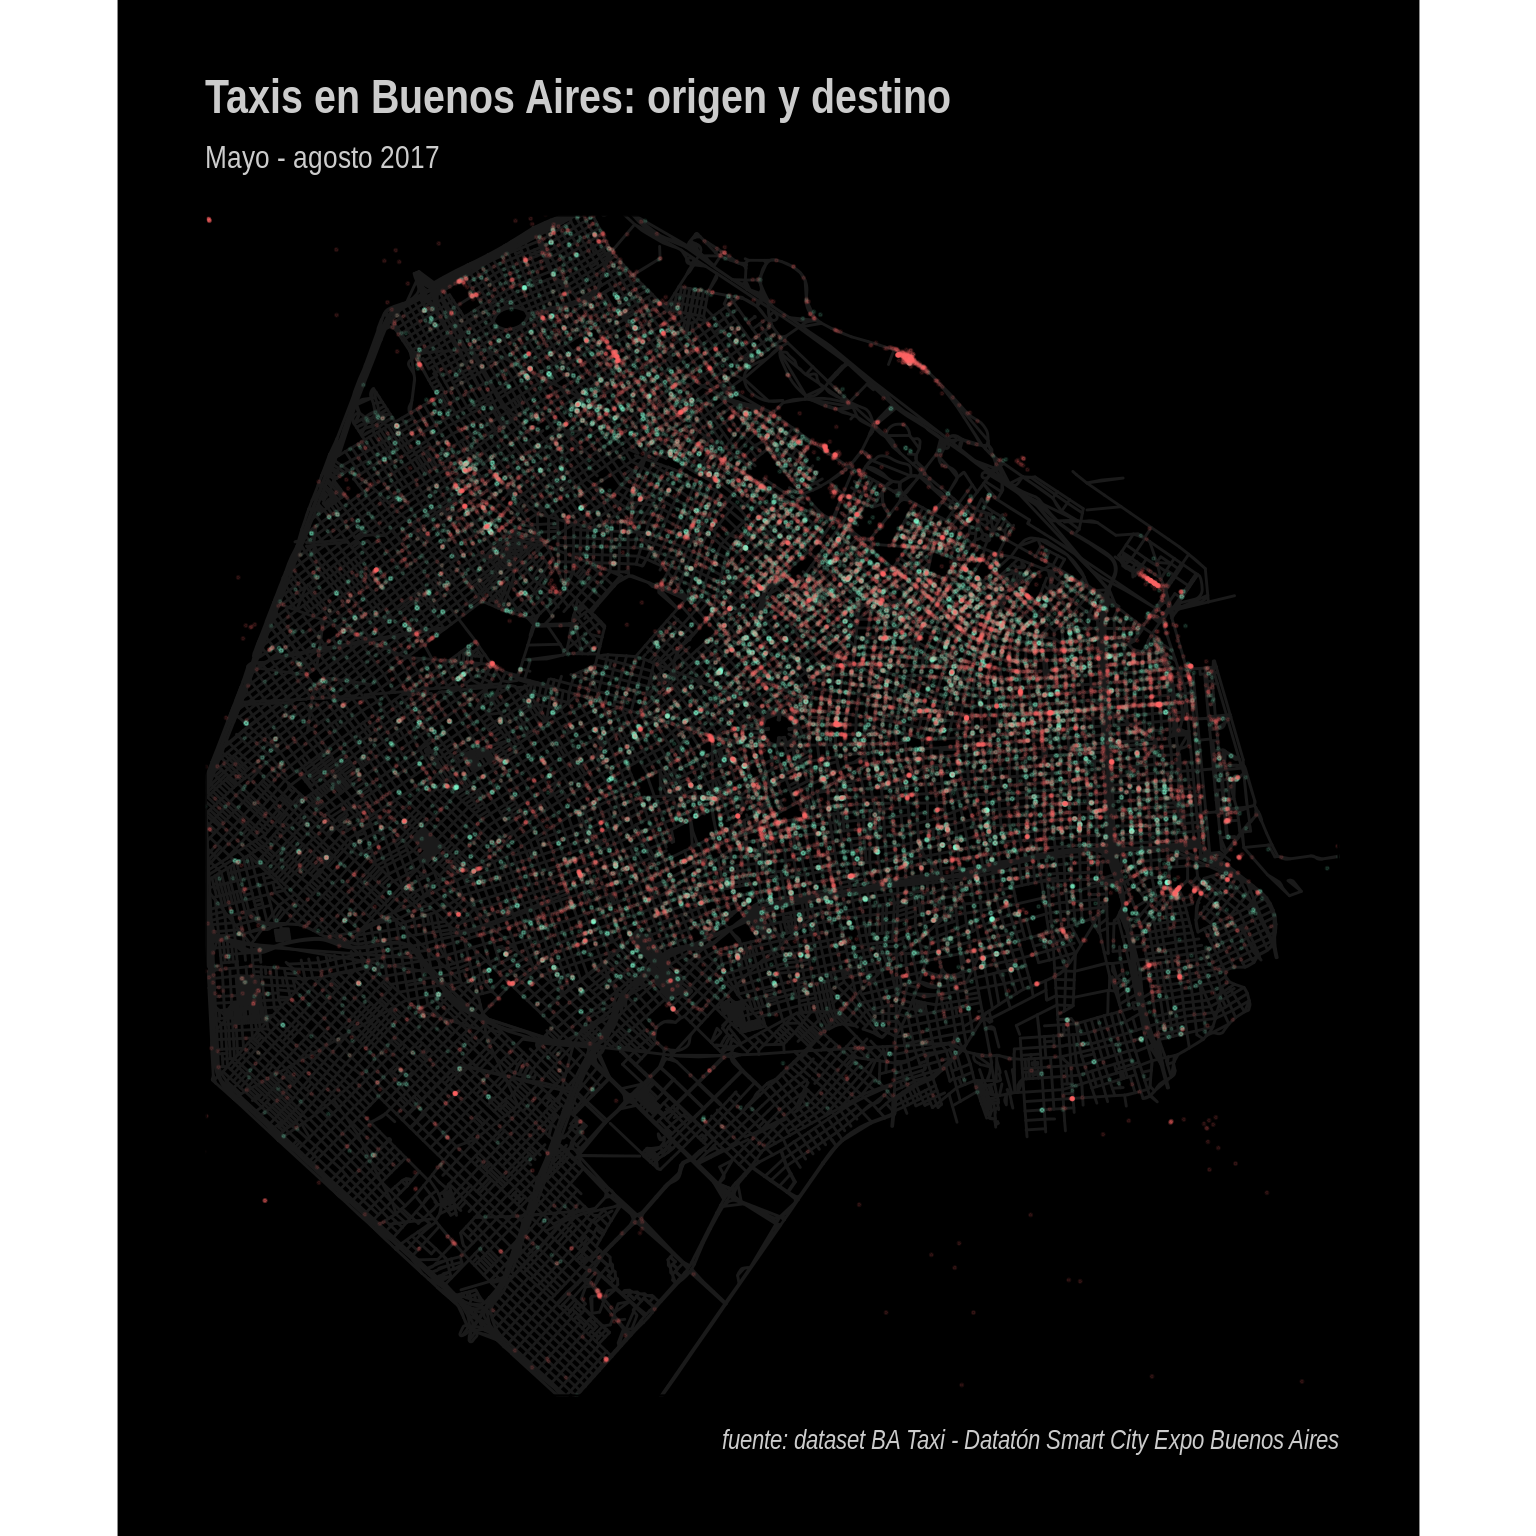 Taxis en Buenos Aires: origen y destino
Mayo - agosto 2017
fuente: dataset BA Taxi - Datatón Smart City Expo Buenos Aires